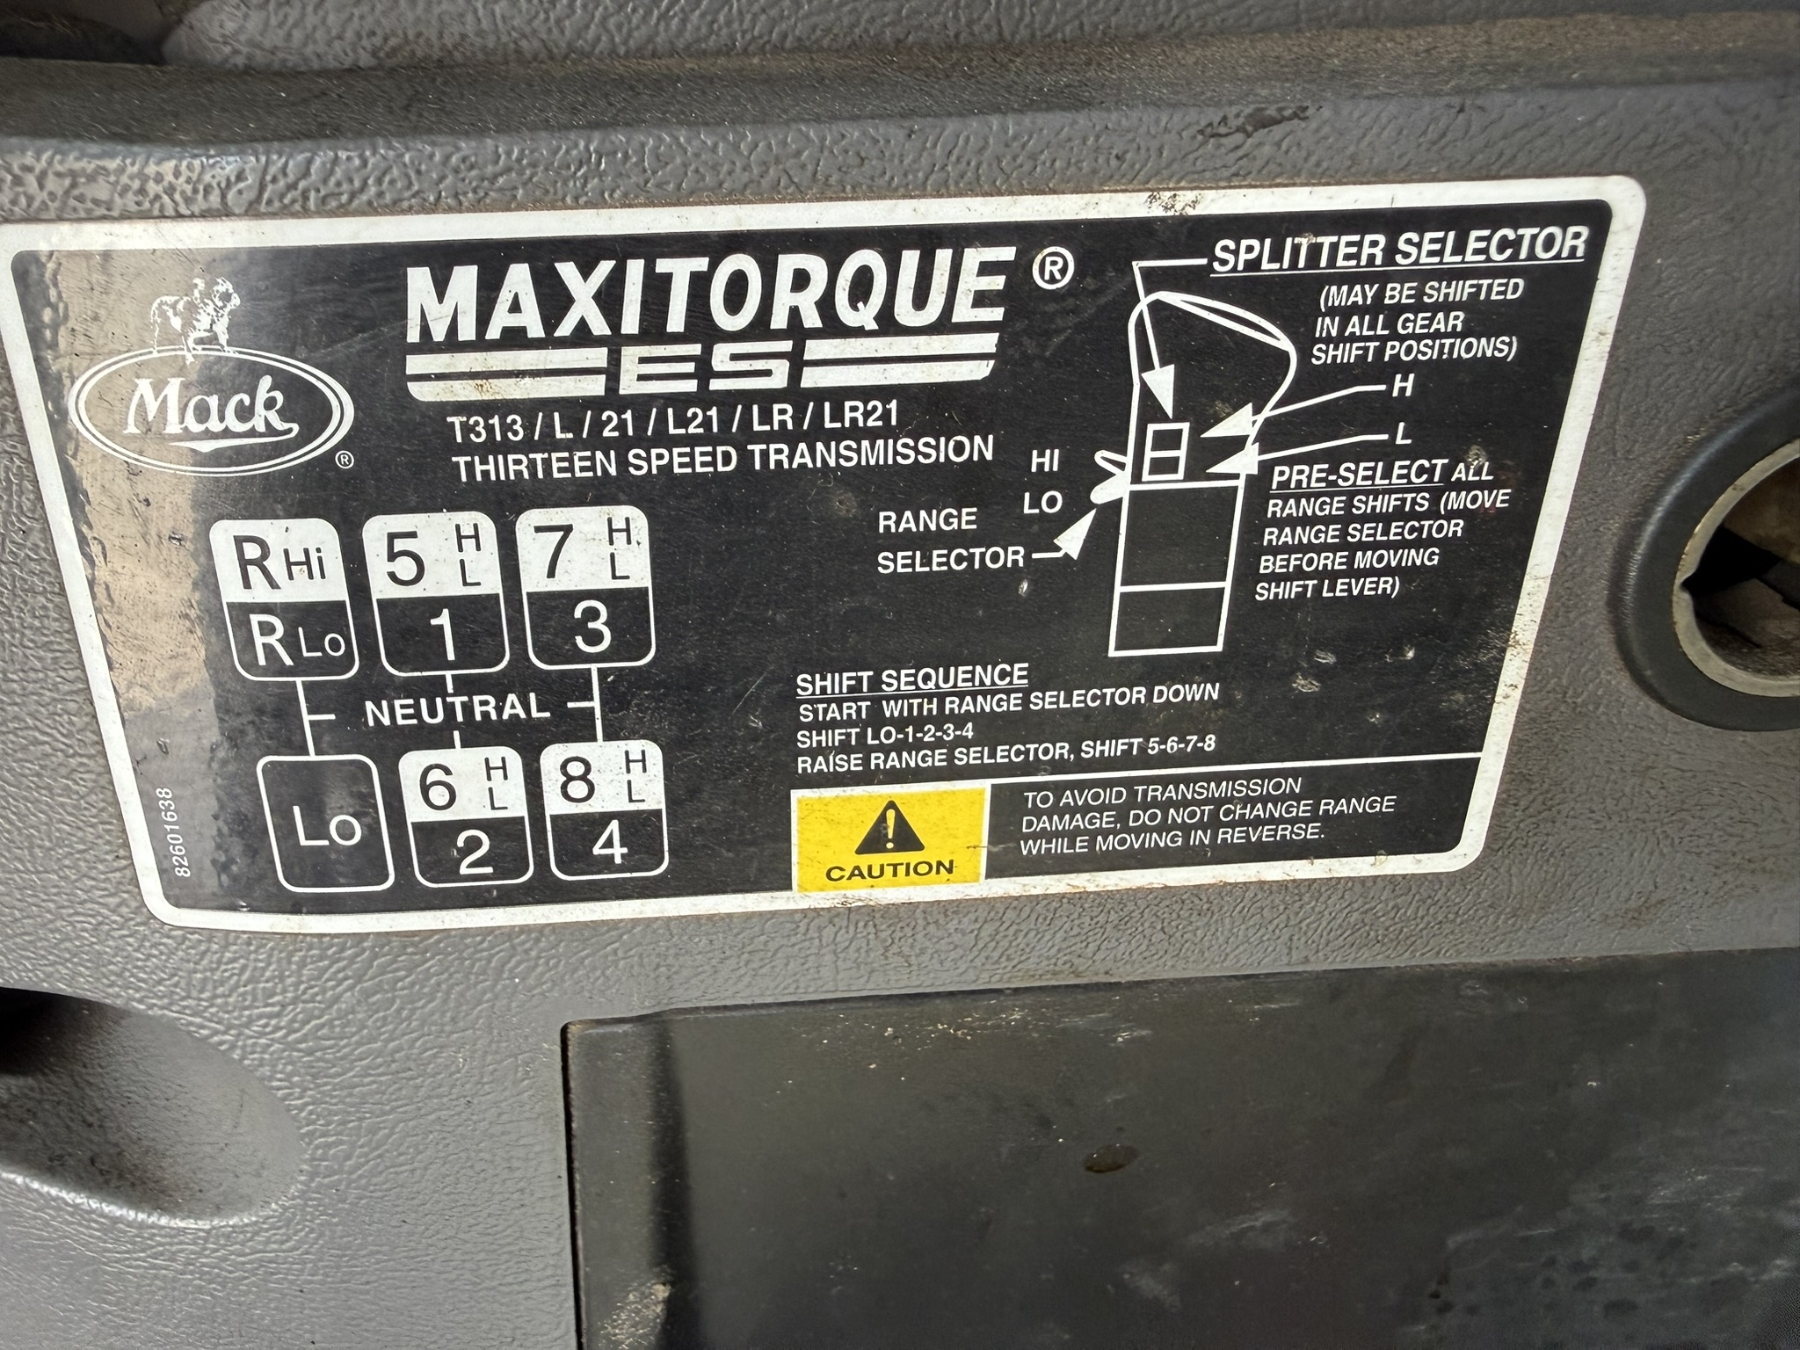 Mack
®
MAXITORQUE®
ES
T313 / L / 21 / L21 / LR / LR21
THIRTEEN SPEED TRANSMISSION
R Hi
R Lo
5 H L
1
7 H L
3
NEUTRAL
Lo
6 H L
2
8 H L
4
82601638
SPLITTER SELECTOR
(MAY BE SHIFTED
IN ALL GEAR
SHIFT POSITIONS)
H
L
HI
LO
RANGE
SELECTOR
PRE-SELECT ALL
RANGE SHIFTS (MOVE
RANGE SELECTOR
BEFORE MOVING
SHIFT LEVER)
SHIFT SEQUENCE
START WITH RANGE SELECTOR DOWN
SHIFT LO-1-2-3-4
RAISE RANGE SELECTOR, SHIFT 5-6-7-8
CAUTION
TO AVOID TRANSMISSION
DAMAGE, DO NOT CHANGE RANGE
WHILE MOVING IN REVERSE.